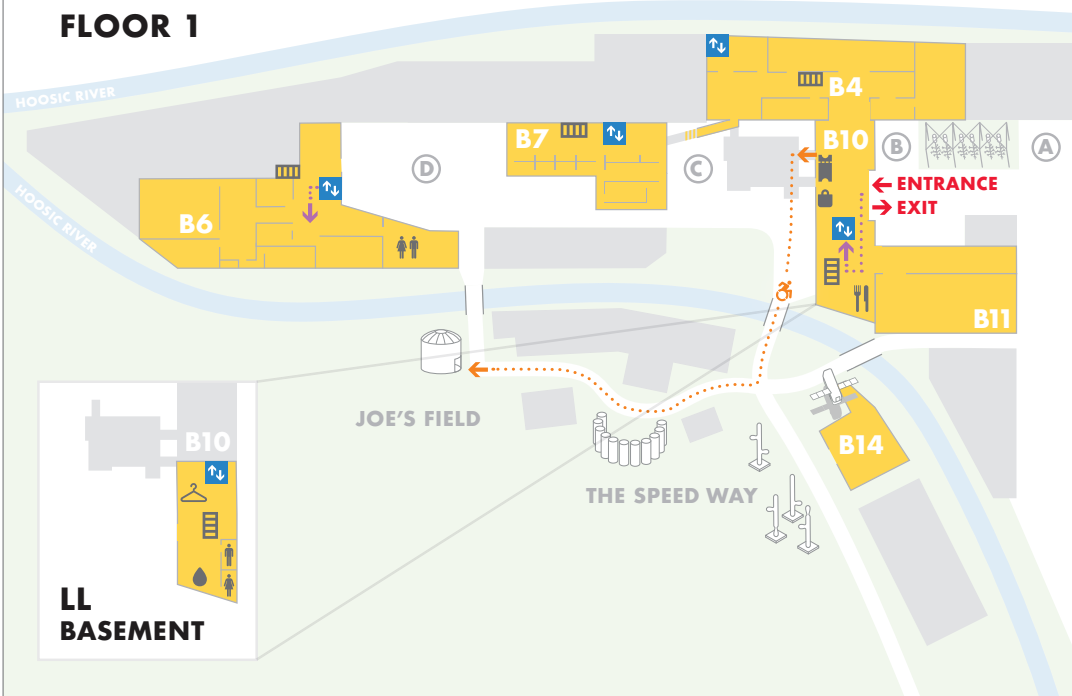 FLOOR 1
HOOSIC RIVER
B4
B7
B10
B
A
D
C
ENTRANCE
EXIT
HOOSIC RIVER
B6
B11
JOE'S FIELD
B14
B10
THE SPEED WAY
LL
BASEMENT